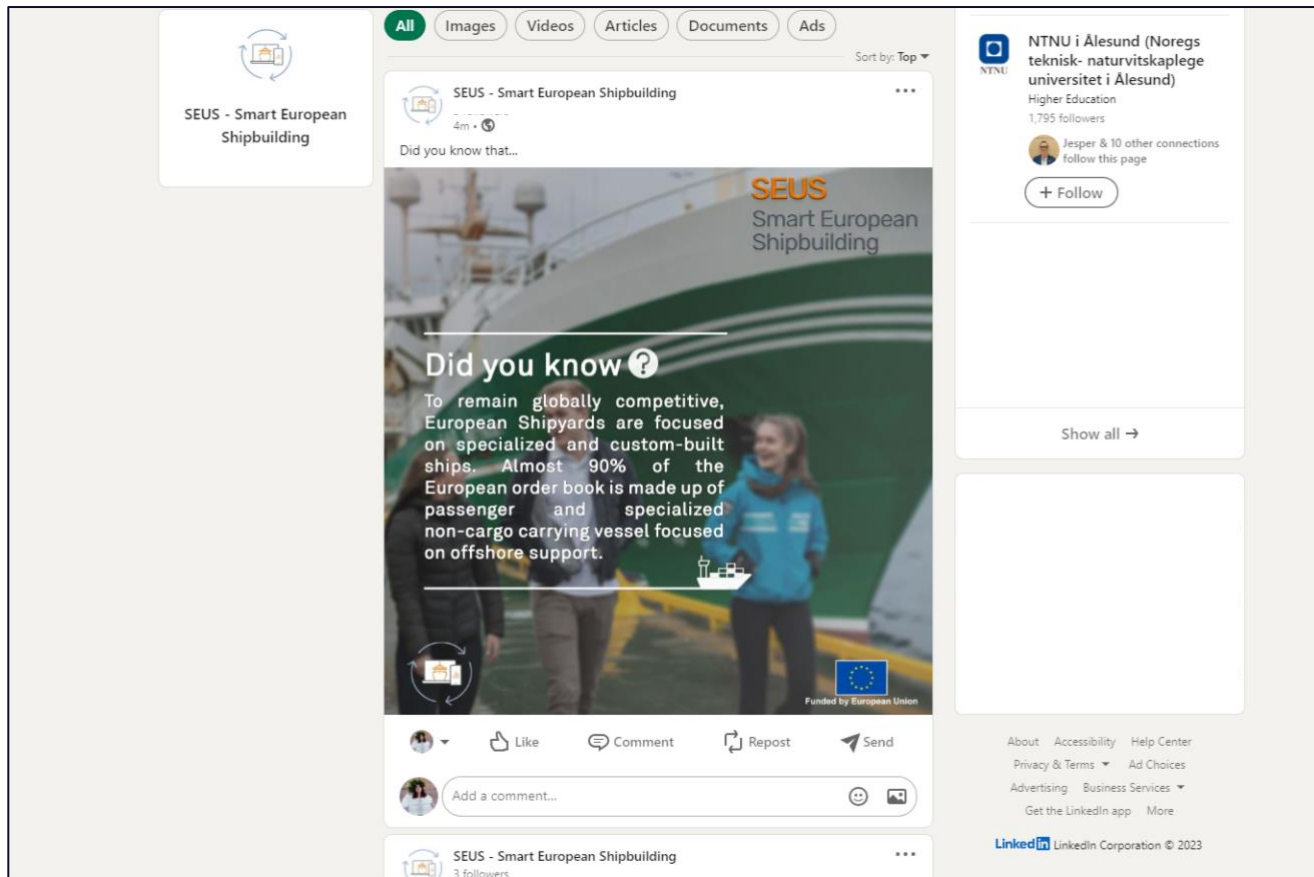 SEUS - Smart European
Shipbuilding
All
Images
Videos
Articles
Documents
Ads
Sort by: Top
SEUS - Smart European Shipbuilding
4m •
Did you know that...
SEUS
Smart European
Shipbuilding
Did you know ?
To remain globally competitive,
European Shipyards are focused
on specialized and custom-built
ships. Almost 90% of the
European order book is made up of
passenger and specialized
non-cargo carrying vessel focused
on offshore support.
Funded by European Union
Like
Comment
Repost
Send
Add a comment...
SEUS - Smart European Shipbuilding
3 followers
NTNU
NTNU i Ålesund (Noregs
teknisk- naturvitskaplege
universitet i Ålesund)
Higher Education
1,795 followers
Jesper & 10 other connections
follow this page
+ Follow
Show all →
About Accessibility Help Center
Privacy & Terms Ad Choices
Advertising Business Services
Get the LinkedIn app More
LinkedIn LinkedIn Corporation © 2023